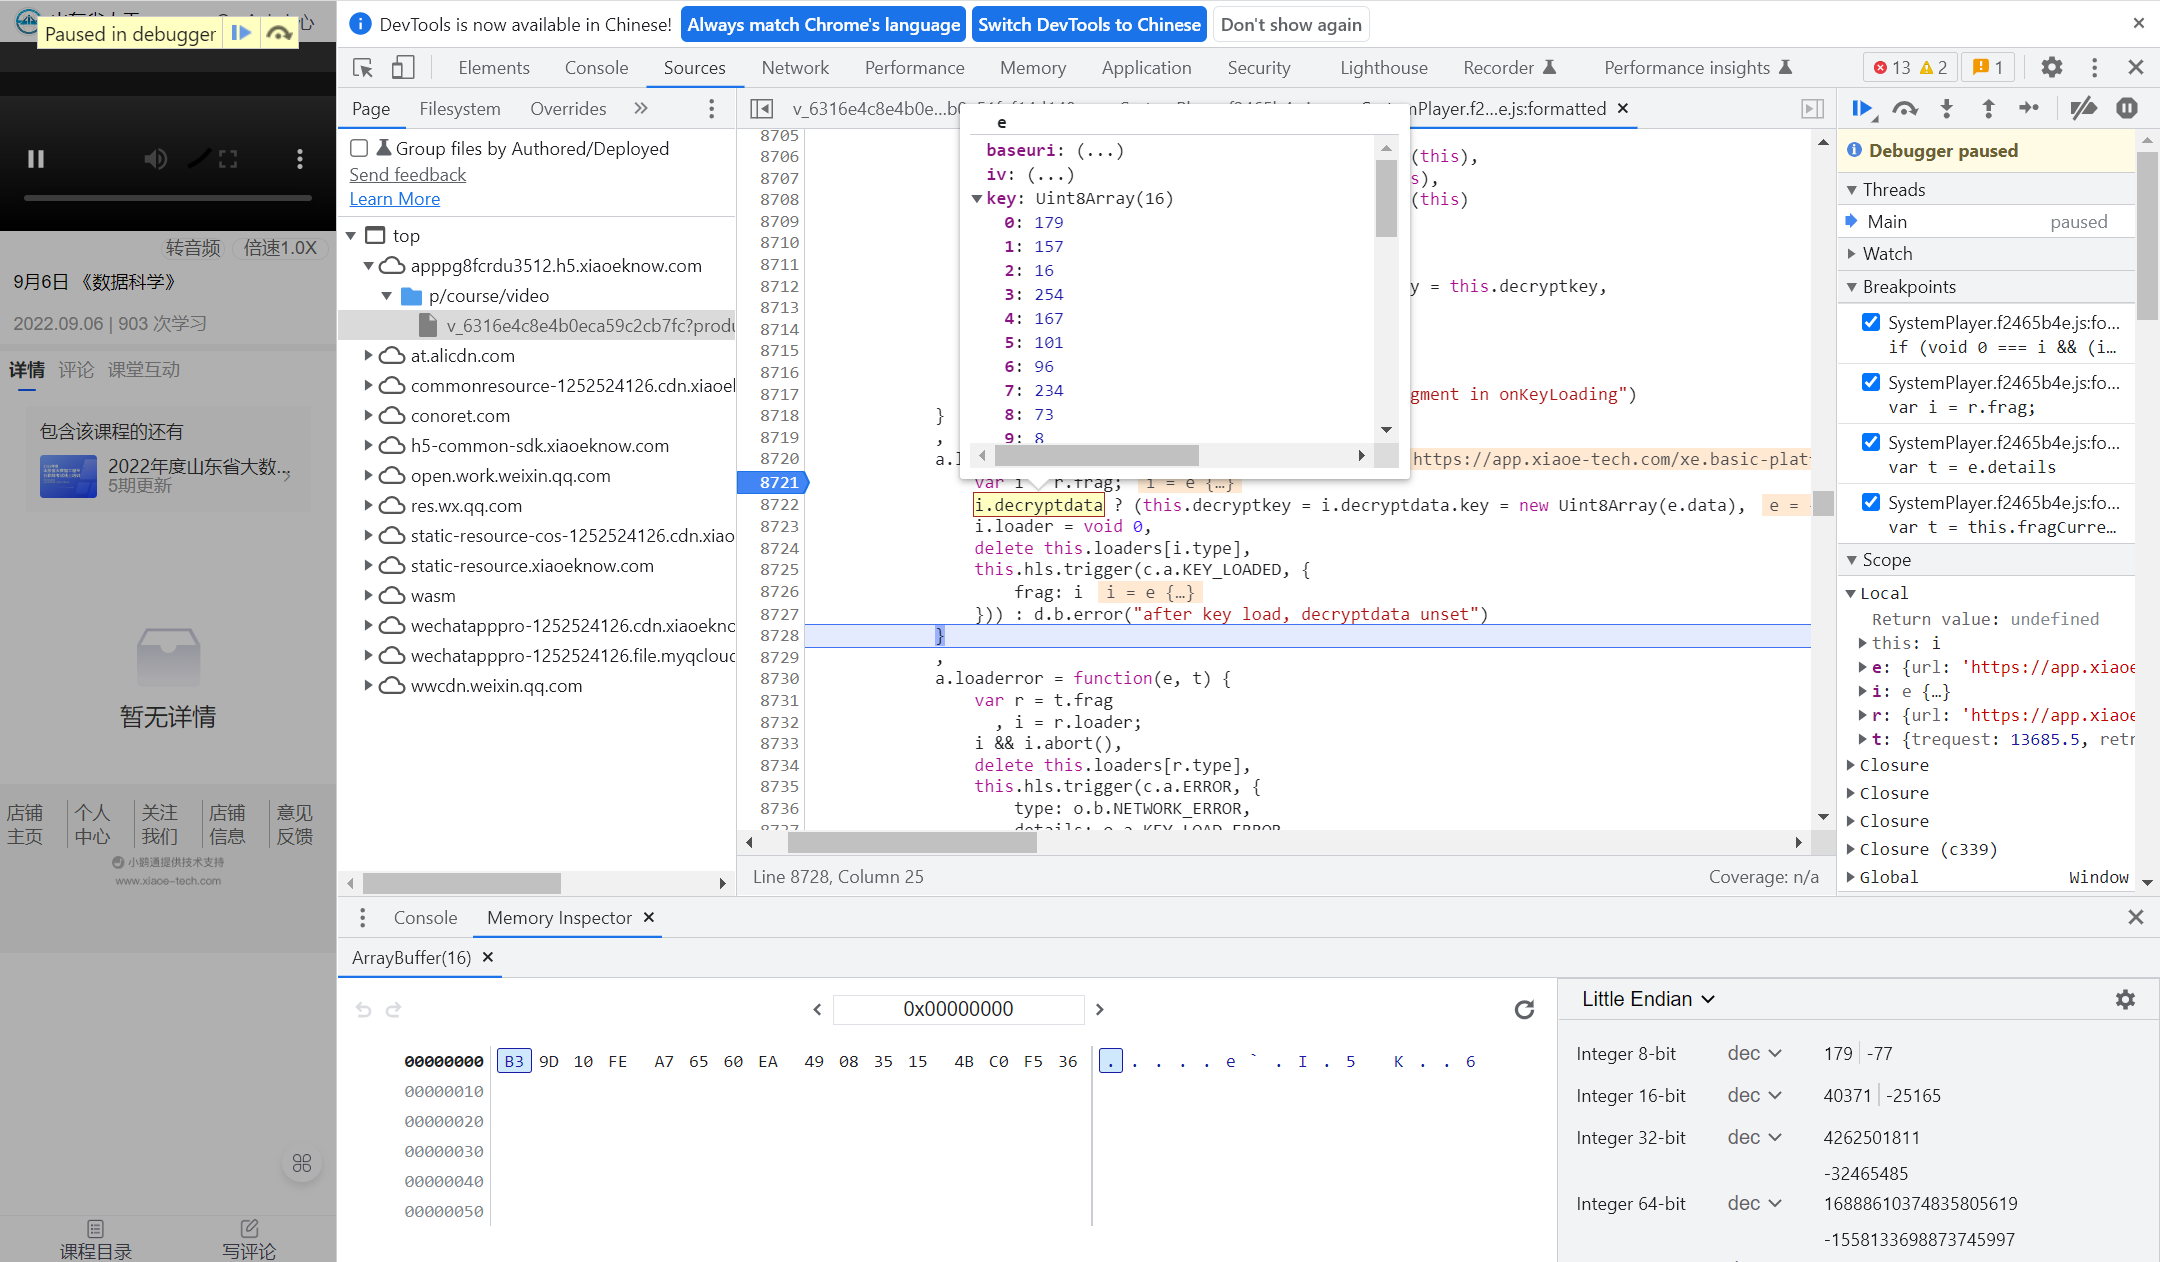 Paused in debugger
转音频 倍速1.0X
9月6日 《数据科学》
2022.09.06 | 903 次学习
详情 评论 课堂互动
包含该课程的还有
2022年度山东省大数...
5期更新
暂无详情
店铺主页 个人中心 关注我们 店铺信息 意见反馈
小鹅通提供技术支持
www.xiaoe-tech.com
课程目录 写评论
DevTools is now available in Chinese! Always match Chrome's language Switch DevTools to Chinese Don't show again
Elements Console Sources Network Performance Memory Application Security Lighthouse Recorder Performance insights 13 2 1
Page Filesystem Overrides
Group files by Authored/Deployed
Send feedback
Learn More
top
apppg8fcrdu3512.h5.xiaoeknow.com
p/course/video
v_6316e4c8e4b0eca59c2cb7fc?produ
at.alicdn.com
commonresource-1252524126.cdn.xiaoel
conoret.com
h5-common-sdk.xiaoeknow.com
open.work.weixin.qq.com
res.wx.qq.com
static-resource-cos-1252524126.cdn.xiao
static-resource.xiaoeknow.com
wasm
wechatapppro-1252524126.cdn.xiaoeknc
wechatapppro-1252524126.file.myqcloud
wwcdn.weixin.qq.com
e.js:formatted
e
baseuri: (...)
iv: (...)
key: Uint8Array(16)
0: 179
1: 157
2: 16
3: 254
4: 167
5: 101
6: 96
7: 234
8: 73
9: 8
8705
8706 (this),
8707 s),
8708 (this)
8709
8710
8711
8712 y = this.decryptkey,
8713
8714
8715
8716
8717 gment in onKeyLoading")
8718 }
8719 ,
8720 a.l https://app.xiaoe-tech.com/xe.basic-plat
8721 var i r.frag; i = e {…}
8722 i.decryptdata ? (this.decryptkey = i.decryptdata.key = new Uint8Array(e.data), e =
8723 i.loader = void 0,
8724 delete this.loaders[i.type],
8725 this.hls.trigger(c.a.KEY_LOADED, {
8726 frag: i i = e {…}
8727 })) : d.b.error("after key load, decryptdata unset")
8728 }
8729 ,
8730 a.loaderror = function(e, t) {
8731 var r = t.frag
8732 , i = r.loader;
8733 i && i.abort(),
8734 delete this.loaders[r.type],
8735 this.hls.trigger(c.a.ERROR, {
8736 type: o.b.NETWORK_ERROR,
Line 8728, Column 25 Coverage: n/a
Debugger paused
Threads
Main paused
Watch
Breakpoints
SystemPlayer.f2465b4e.js:fo...
if (void 0 === i && (i…
SystemPlayer.f2465b4e.js:fo...
var i = r.frag;
SystemPlayer.f2465b4e.js:fo...
var t = e.details
SystemPlayer.f2465b4e.js:fo...
var t = this.fragCurre…
Scope
Local
Return value: undefined
this: i
e: {url: 'https://app.xiaoe
i: e {…}
r: {url: 'https://app.xiaoe
t: {trequest: 13685.5, retr
Closure
Closure
Closure
Closure (c339)
Global Window
Console Memory Inspector
ArrayBuffer(16)
0x00000000
00000000 B3 9D 10 FE A7 65 60 EA 49 08 35 15 4B C0 F5 36 . . . . . e ` . I . 5 K . . 6
00000010
00000020
00000030
00000040
00000050
Little Endian
Integer 8-bit dec 179 -77
Integer 16-bit dec 40371 -25165
Integer 32-bit dec 4262501811
-32465485
Integer 64-bit dec 16888610374835805619
-1558133698873745997